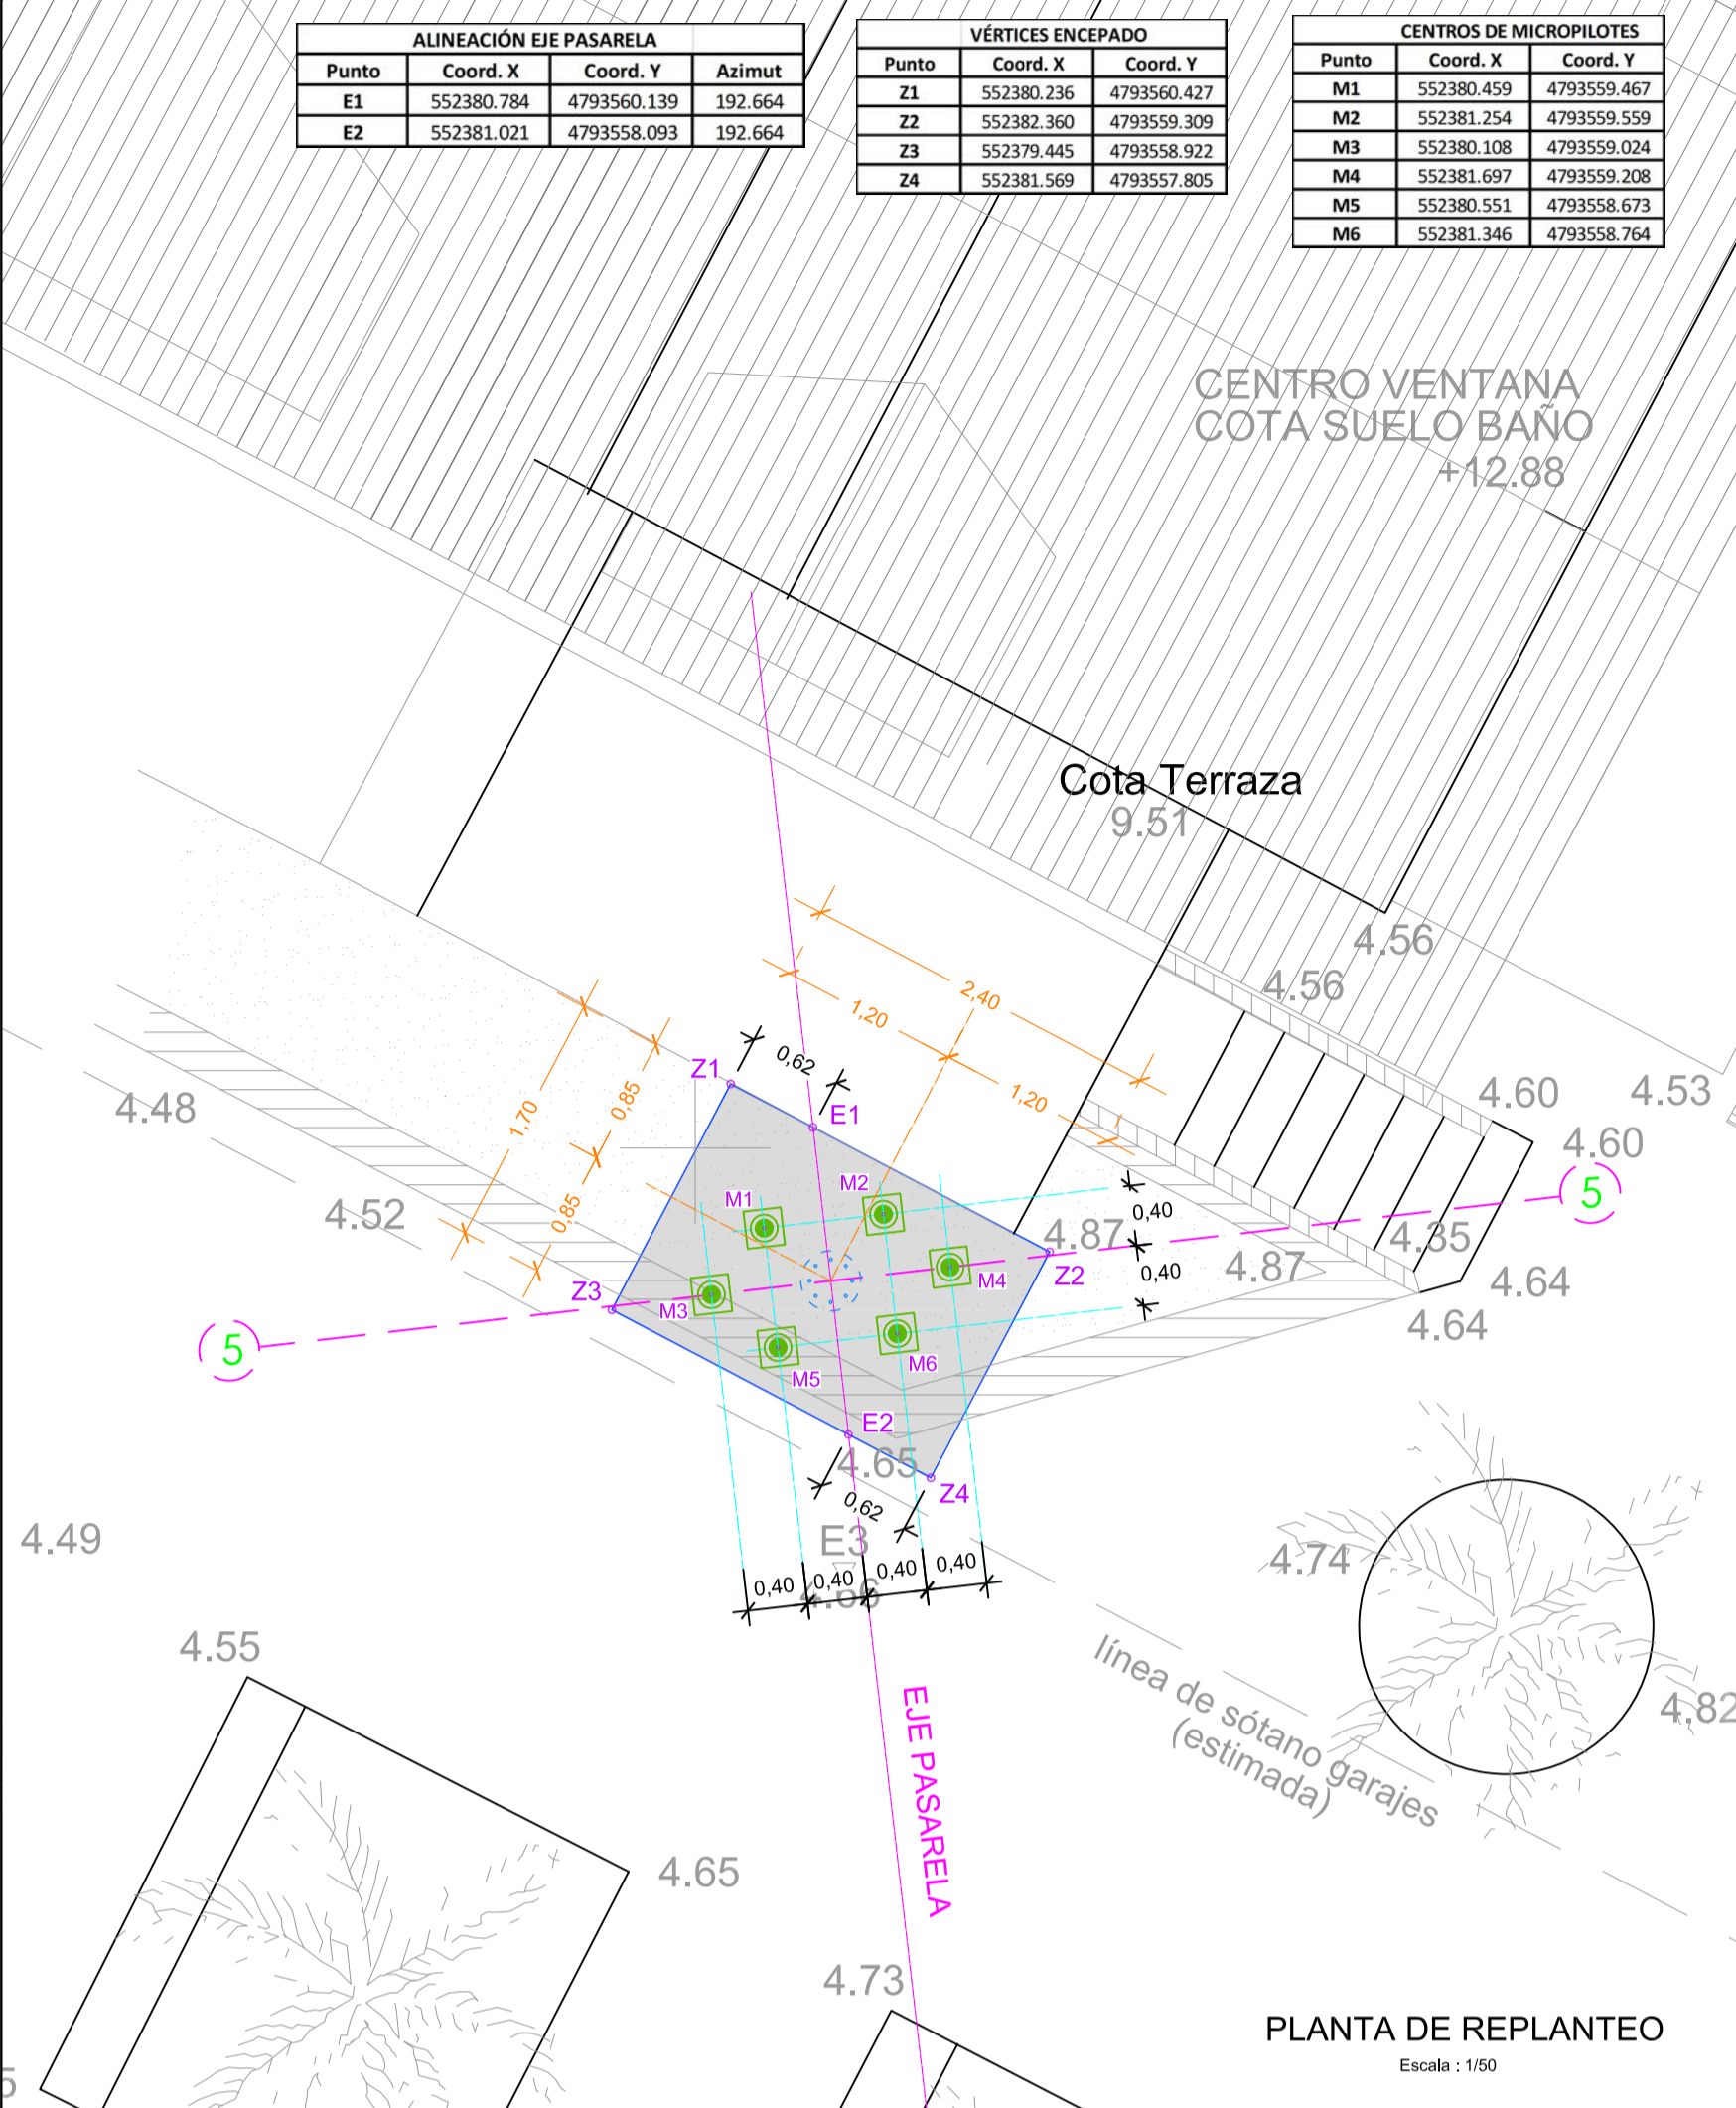 ALINEACIÓN EJE PASARELA
Punto Coord. X Coord. Y Azimut
E1 552380.784 4793560.139 192.664
E2 552381.021 4793558.093 192.664
VÉRTICES ENCEPADO
Punto Coord. X Coord. Y
Z1 552380.236 4793560.427
Z2 552382.360 4793559.309
Z3 552379.445 4793558.922
Z4 552381.569 4793557.805
CENTROS DE MICROPILOTES
Punto Coord. X Coord. Y
M1 552380.459 4793559.467
M2 552381.254 4793559.559
M3 552380.108 4793559.024
M4 552381.697 4793559.208
M5 552380.551 4793558.673
M6 552381.346 4793558.764
CENTRO VENTANA
COTA SUELO BAÑO
+12.88
Cota Terraza
9.51
4.56
4.56
2,40
1,20
1,20
0,62
Z1
E1
1,70
0,85
0,85
4.48
4.52
4.60
4.53
4.60
5
M1
M2
0,40
0,40
4.87
4.87
4.35
4.64
4.64
Z2
Z3
M3
M4
M5
M6
5
E2
4.65
Z4
0,62
E3
4.66
0,40
0,40
0,40
0,40
4.49
4.74
4.55
línea de sótano garajes
(estimada)
4.82
EJE PASARELA
4.65
4.73
PLANTA DE REPLANTEO
Escala : 1/50
5